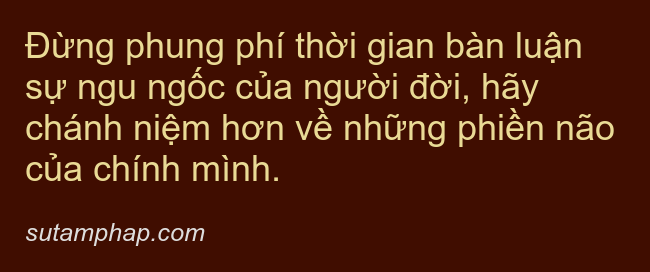 Đừng phung phí thời gian bàn luận
sự ngu ngốc của người đời, hãy
chánh niệm hơn về những phiền não
của chính mình.
sutamphap.com